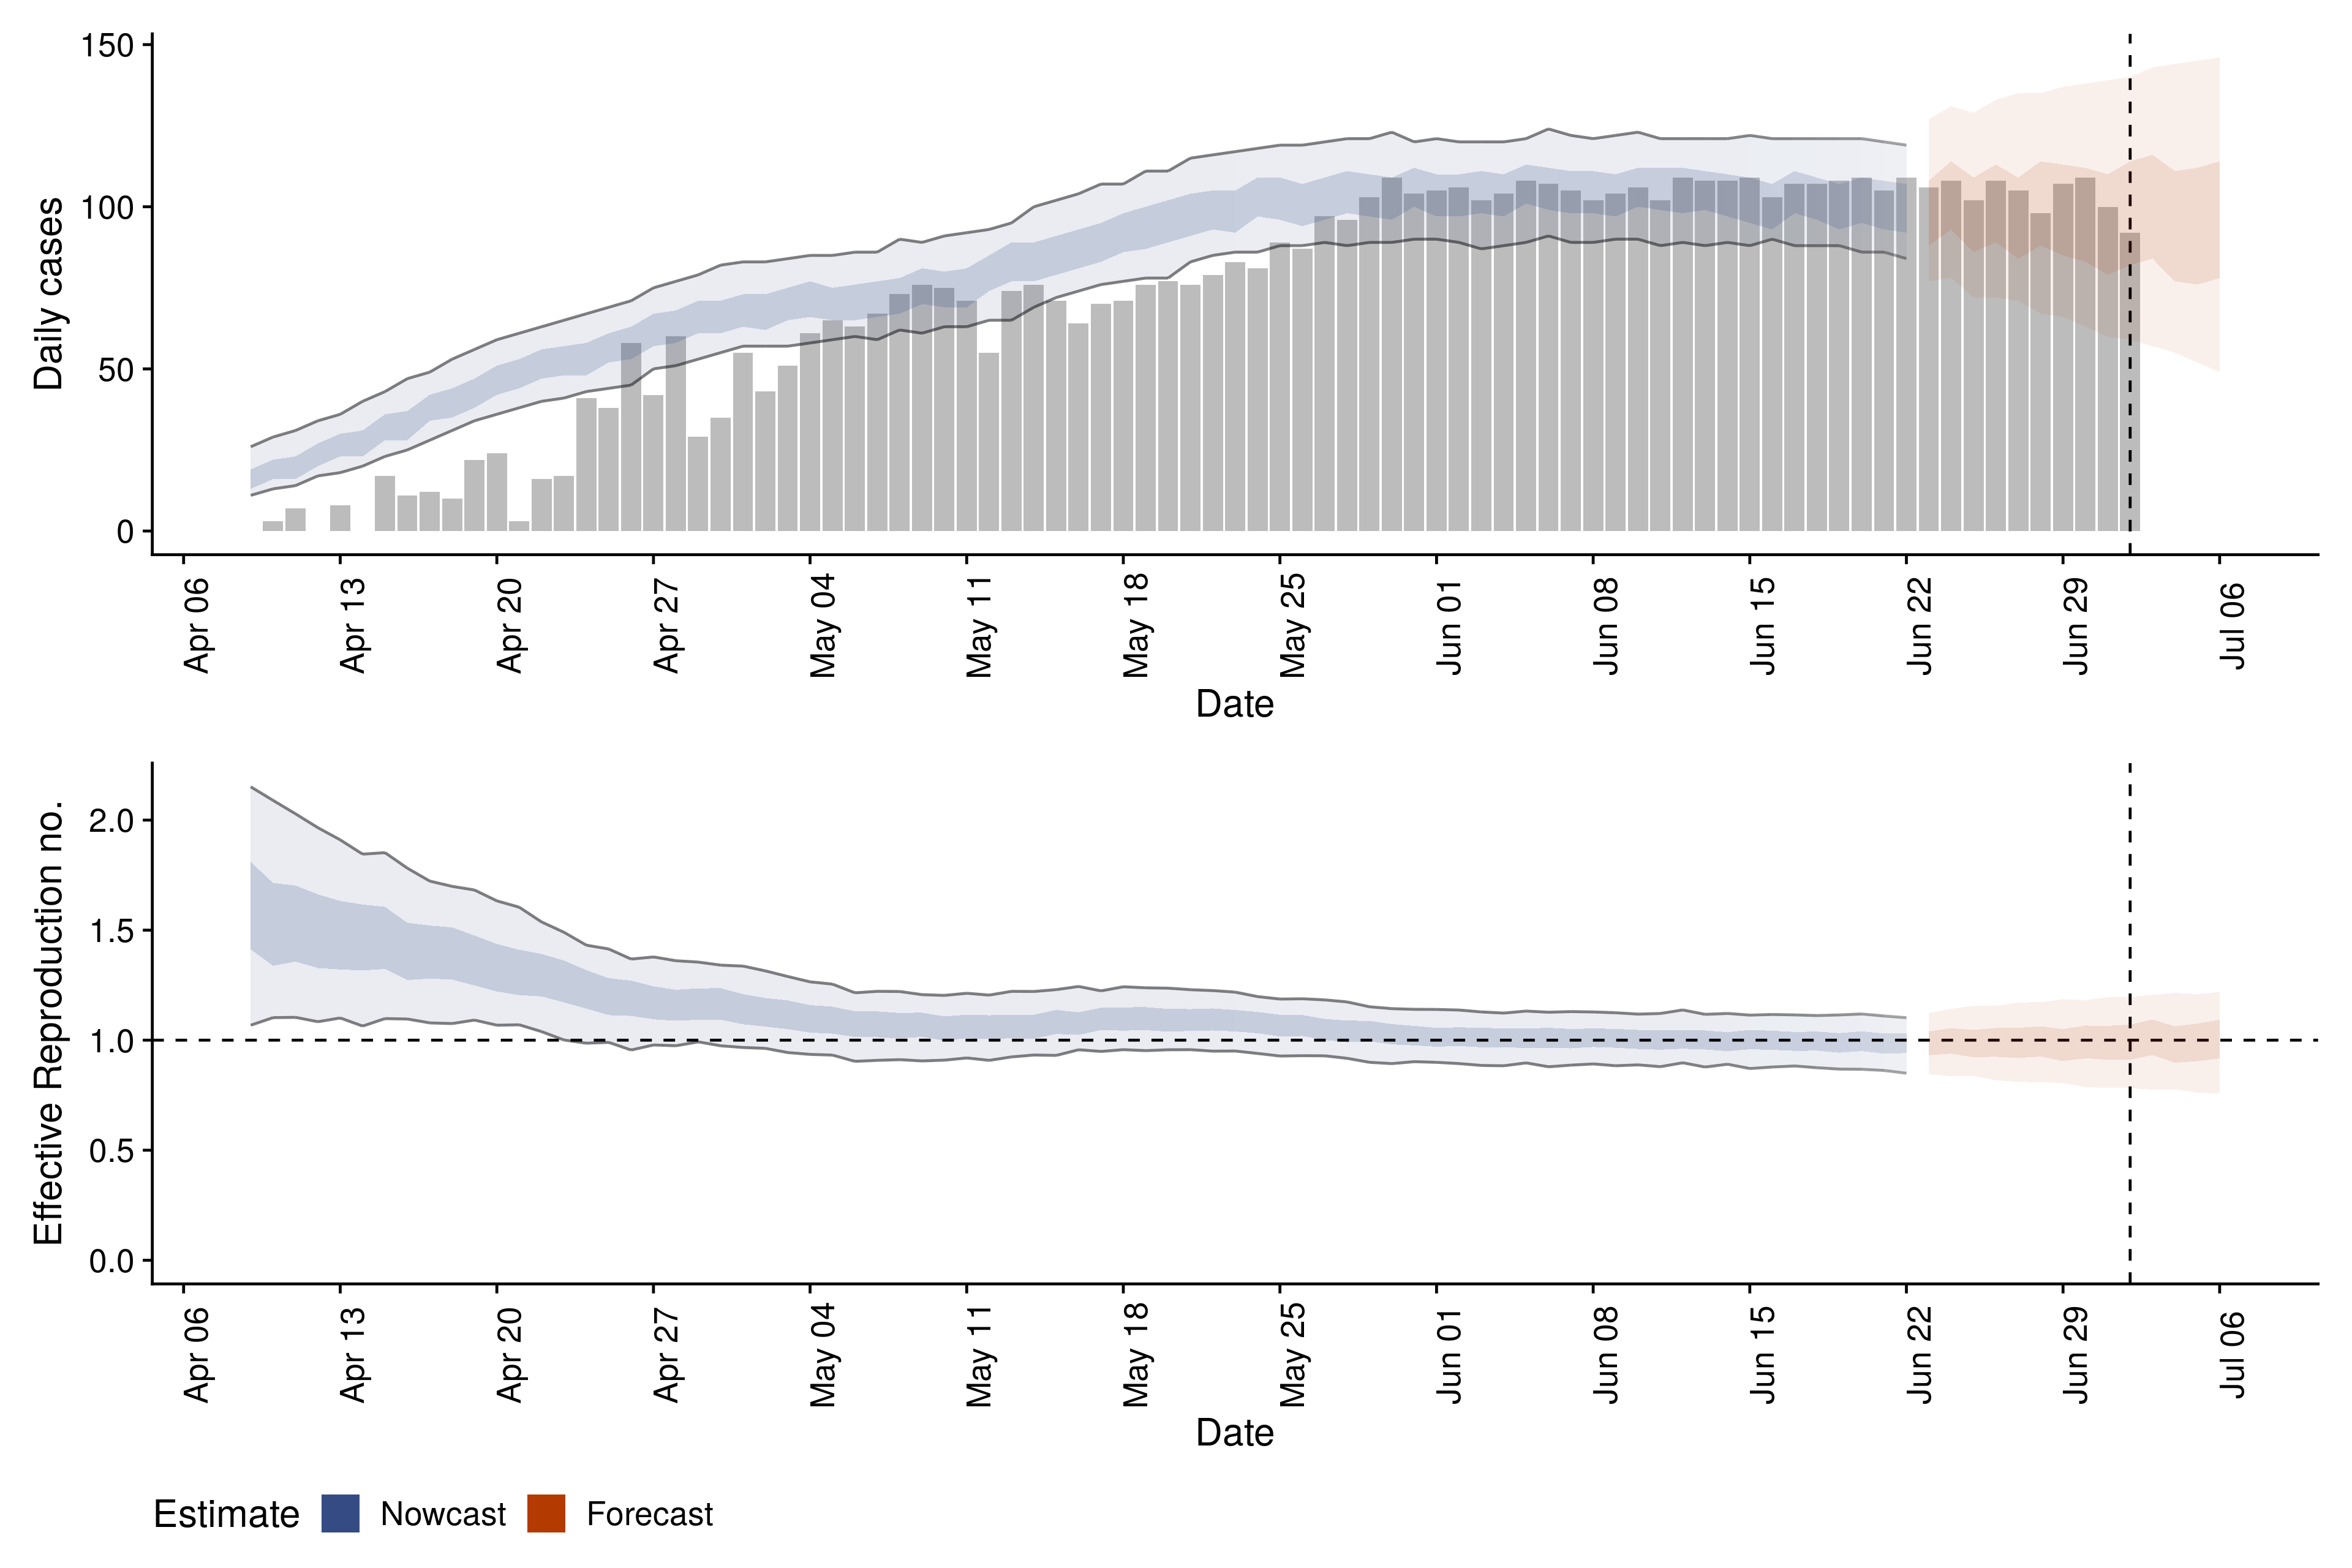 150
100
50
0
Daily cases
Apr 06
Apr 13
Apr 20
Apr 27
May 04
May 11
May 18
May 25
Jun 01
Jun 08
Jun 15
Jun 22
Jun 29
Jul 06
Date
2.0
1.5
1.0
0.5
0.0
Effective Reproduction no.
Apr 06
Apr 13
Apr 20
Apr 27
May 04
May 11
May 18
May 25
Jun 01
Jun 08
Jun 15
Jun 22
Jun 29
Jul 06
Date
Estimate Nowcast Forecast